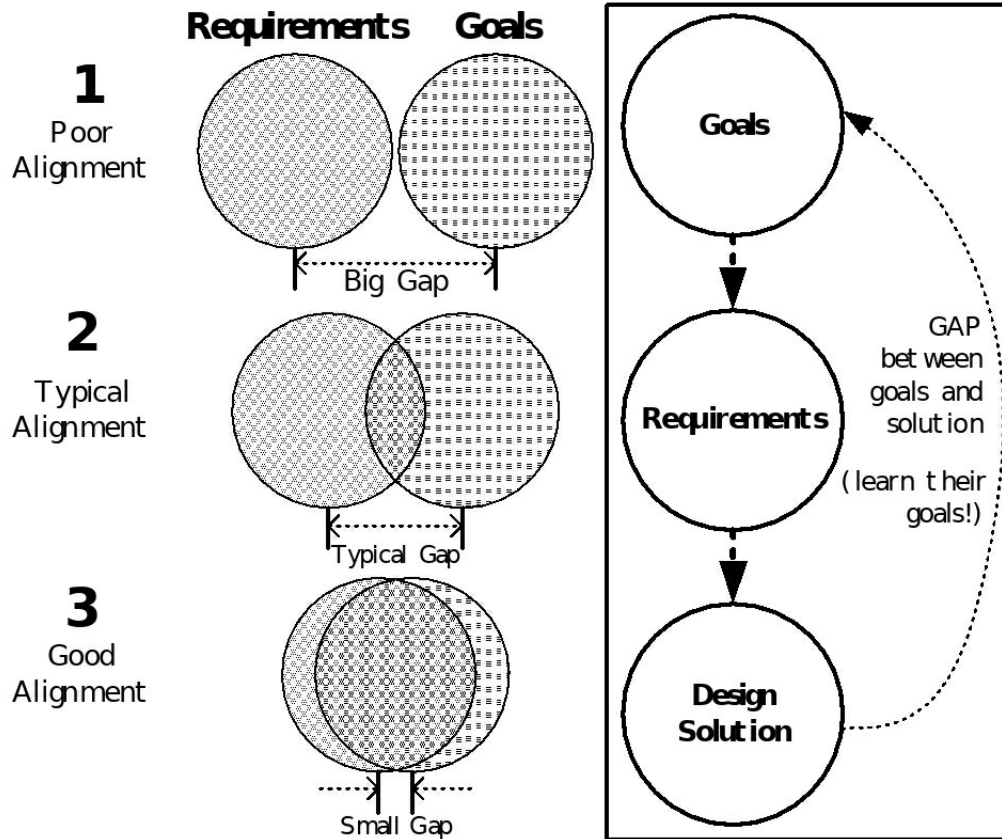 Requirements Goals
1
Poor
Alignment
Big Gap
2
Typical
Alignment
Typical Gap
3
Good
Alignment
Small Gap
Goals
Requirements
GAP
between
goals and
solution
(learn their
goals!)
Design
Solution